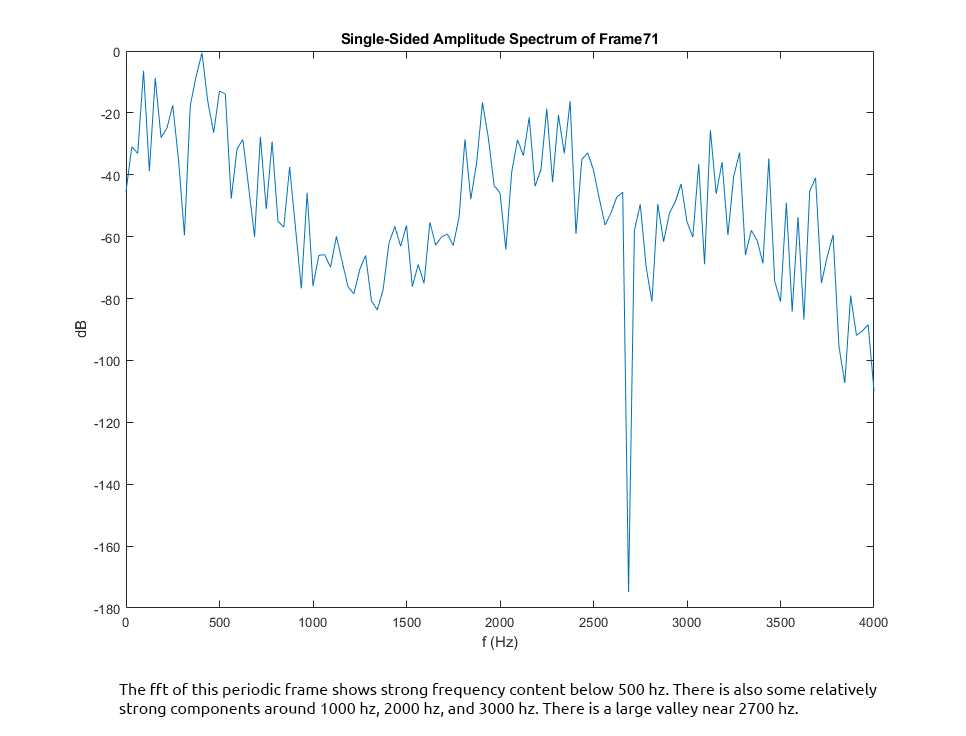 Single-Sided Amplitude Spectrum of Frame71
0
-20
-40
-60
-80
-100
-120
-140
-160
-180
dB
0 500 1000 1500 2000 2500 3000 3500 4000
f (Hz)
The fft of this periodic frame shows strong frequency content below 500 hz. There is also some relatively
strong components around 1000 hz, 2000 hz, and 3000 hz. There is a large valley near 2700 hz.